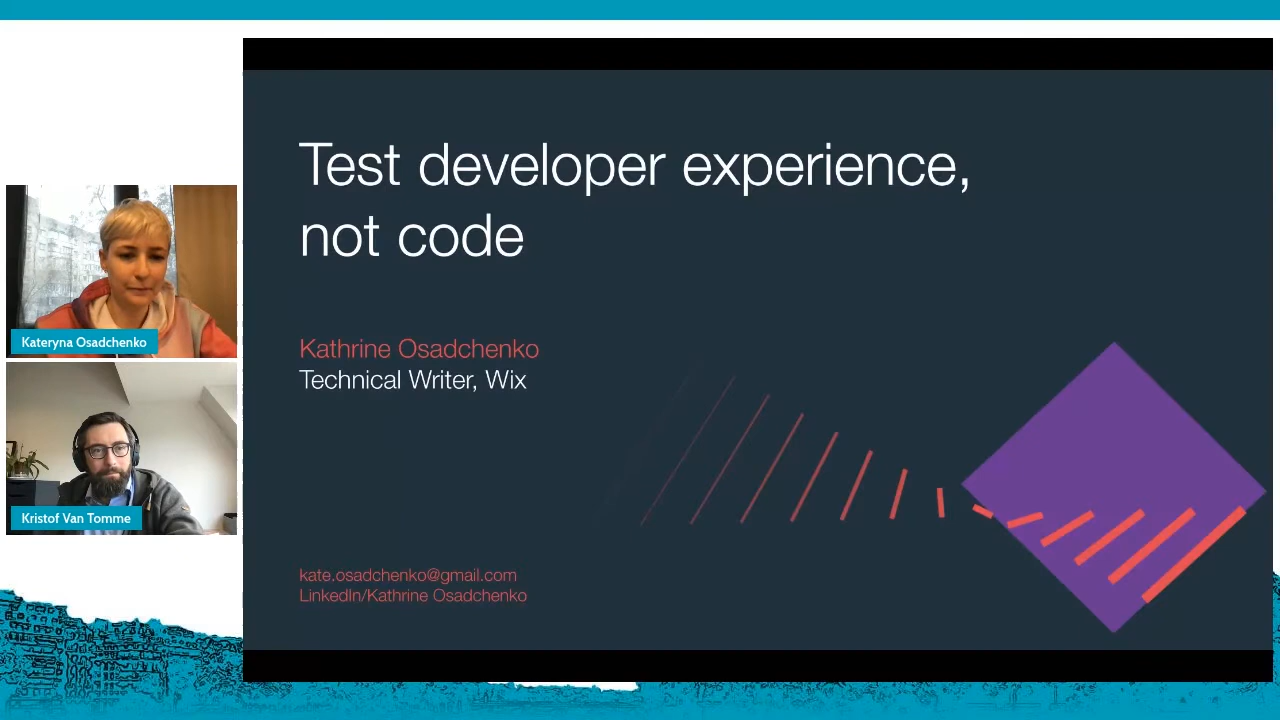 Test developer experience,
not code
Kathrine Osadchenko
Technical Writer, Wix
kate.osadchenko@gmail.com
LinkedIn/Kathrine Osadchenko
Kateryna Osadchenko
Kristof Van Tomme